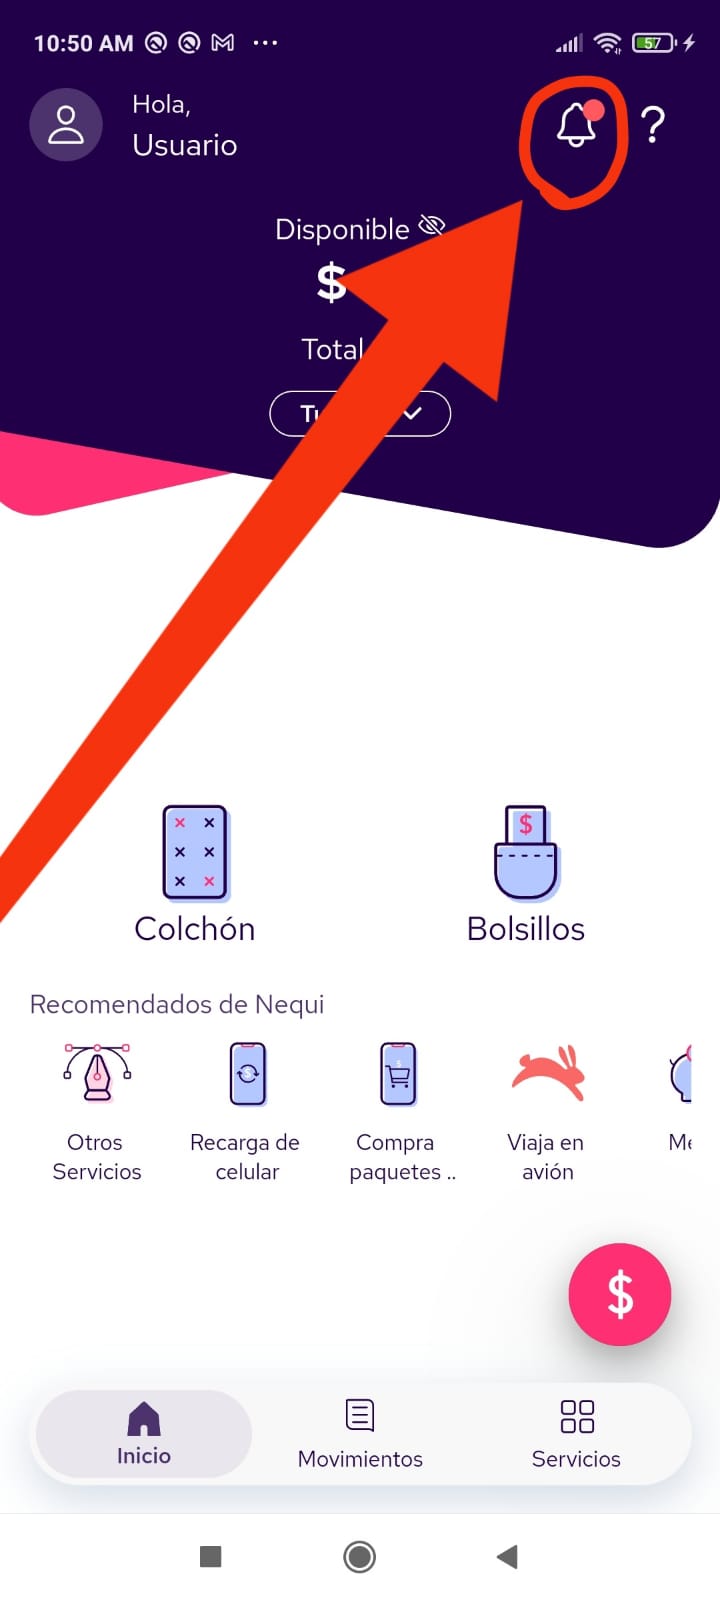 10:50 AM
57
Hola,
Usuario
?
Disponible
$
Total
$
Colchón
Bolsillos
Recomendados de Nequi
Otros
Servicios
Recarga de
celular
Compra
paquetes ..
Viaja en
avión
$
Inicio
Movimientos
Servicios